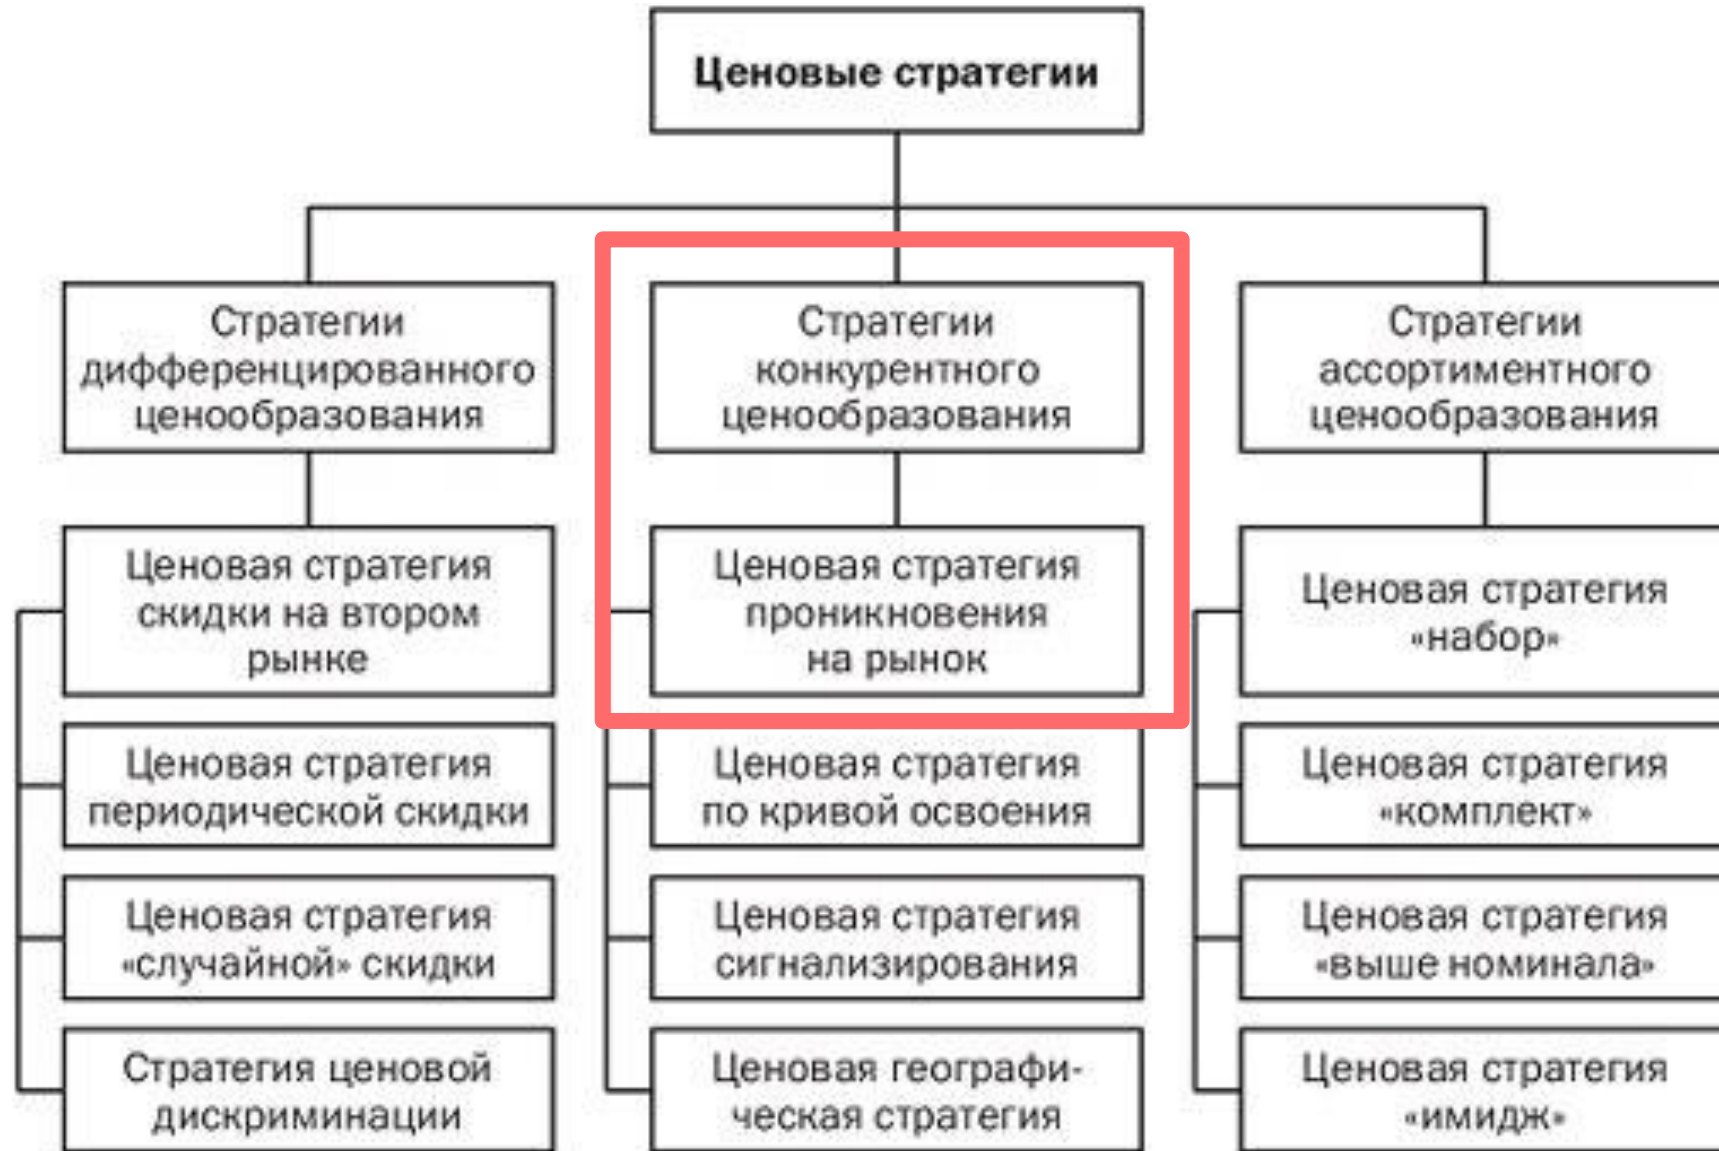 Ценовые стратегии
Стратегии
дифференцированного
ценообразования
Ценовая стратегия
скидки на втором
рынке
Ценовая стратегия
периодической скидки
Ценовая стратегия
«случайной» скидки
Стратегия ценовой
дискриминации
Стратегии
конкурентного
ценообразования
Ценовая стратегия
проникновения
на рынок
Ценовая стратегия
по кривой освоения
Ценовая стратегия
сигнализирования
Ценовая географи-
ческая стратегия
Стратегии
ассортиментного
ценообразования
Ценовая стратегия
«набор»
Ценовая стратегия
«комплект»
Ценовая стратегия
«выше номинала»
Ценовая стратегия
«имидж»